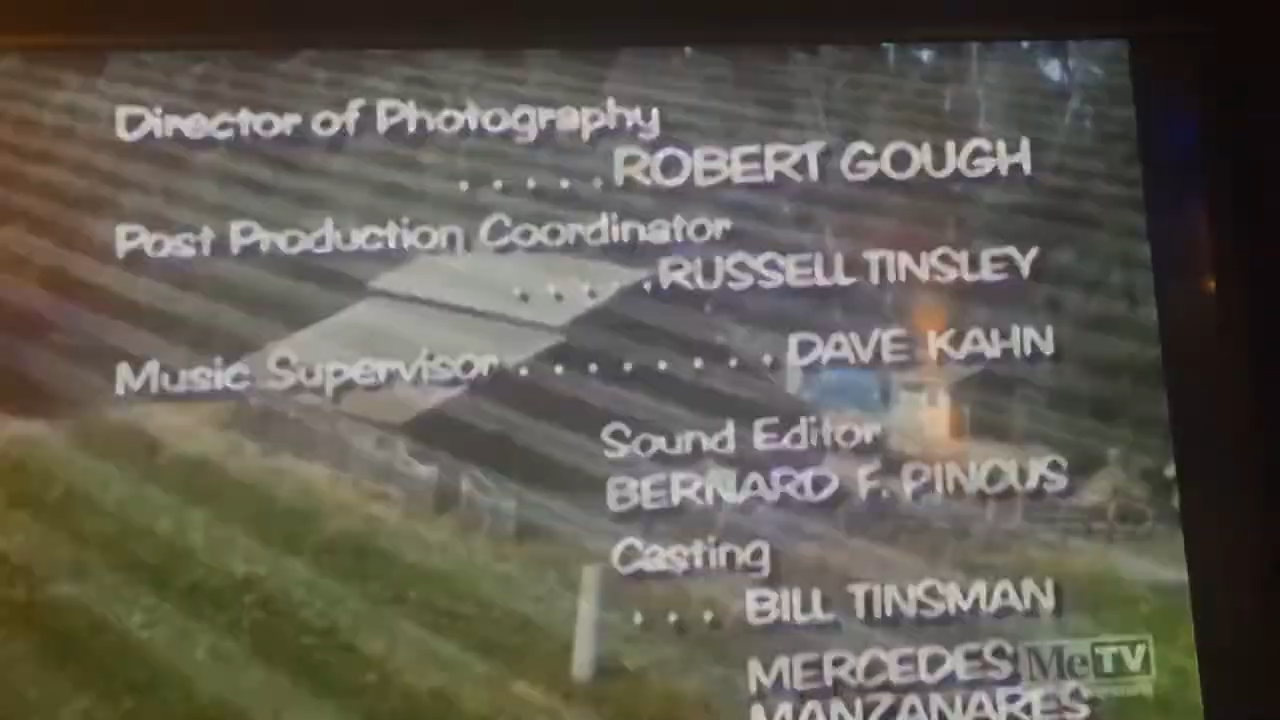 Director of Photography
.....ROBERT GOUGH
Post Production Coordinator
.....RUSSELL TINSLEY
Music Supervisor........DAVE KAHN
Sound Editor
BERNARD F. PINCUS
Casting
...BILL TINSMAN
MERCEDES
MANZANARES
MeTV